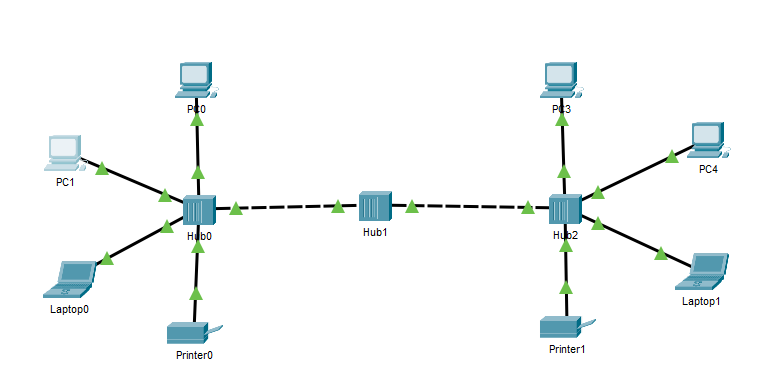 PC0
PC3
PC1
PC4
Hub0
Hub1
Hub2
Laptop0
Laptop1
Printer0
Printer1